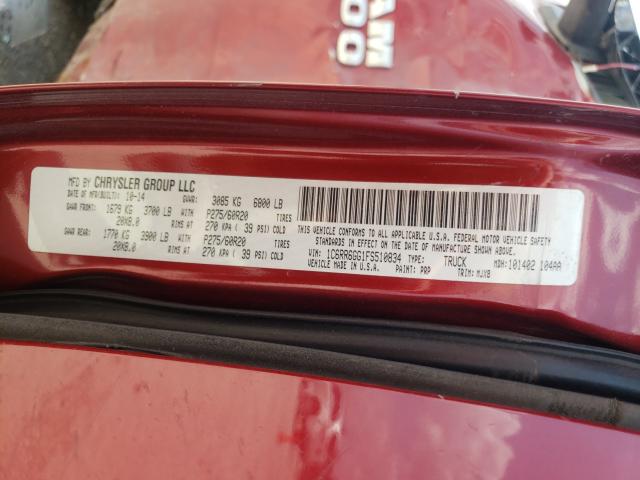 RAM
MFD BY CHRYSLER GROUP LLC
DATE OF MFR(BUILT): 10-14 GVWR: 3085 KG 6800 LB
GAWR FRONT: 1679 KG 3700 LB WITH P275/60R20 TIRES
20X8.0 RIMS AT 270 KPA ( 39 PSI) COLD
GAWR REAR: 1770 KG 3900 LB WITH P275/60R20 TIRES
20X8.0 RIMS AT 270 KPA ( 39 PSI) COLD
THIS VEHICLE CONFORMS TO ALL APPLICABLE U.S.A. FEDERAL MOTOR VEHICLE SAFETY
STANDARDS IN EFFECT ON THE DATE OF MANUFACTURE SHOWN ABOVE.
VIN: 1C6RR6GG1FS510834 TYPE: TRUCK MDH:101402 104AA
VEHICLE MADE IN U.S.A. PAINT: PRP TRIM: MJXB